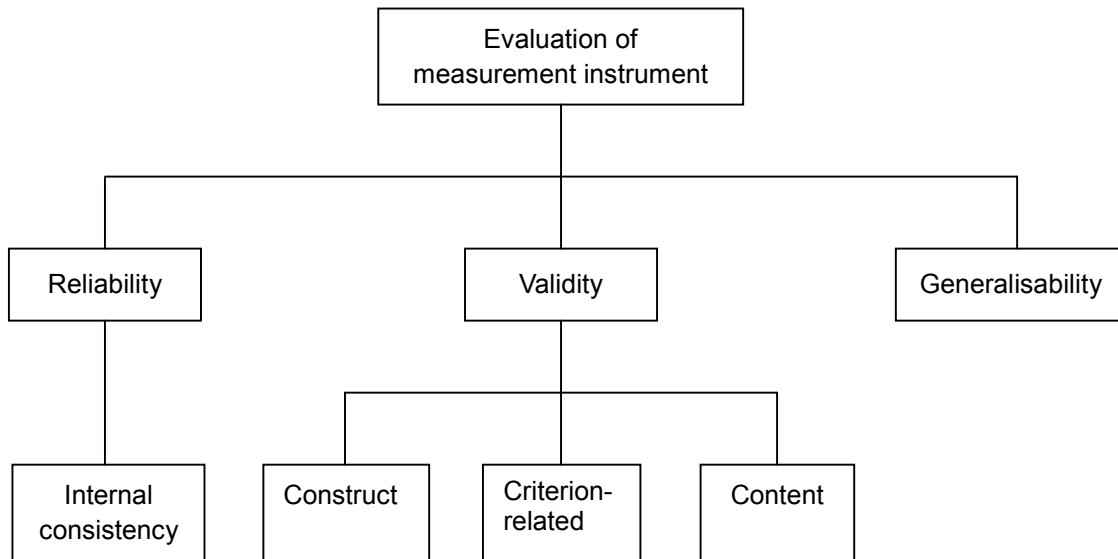 Evaluation of
measurement instrument
Reliability
Validity
Generalisability
Internal
consistency
Construct
Criterion-
related
Content